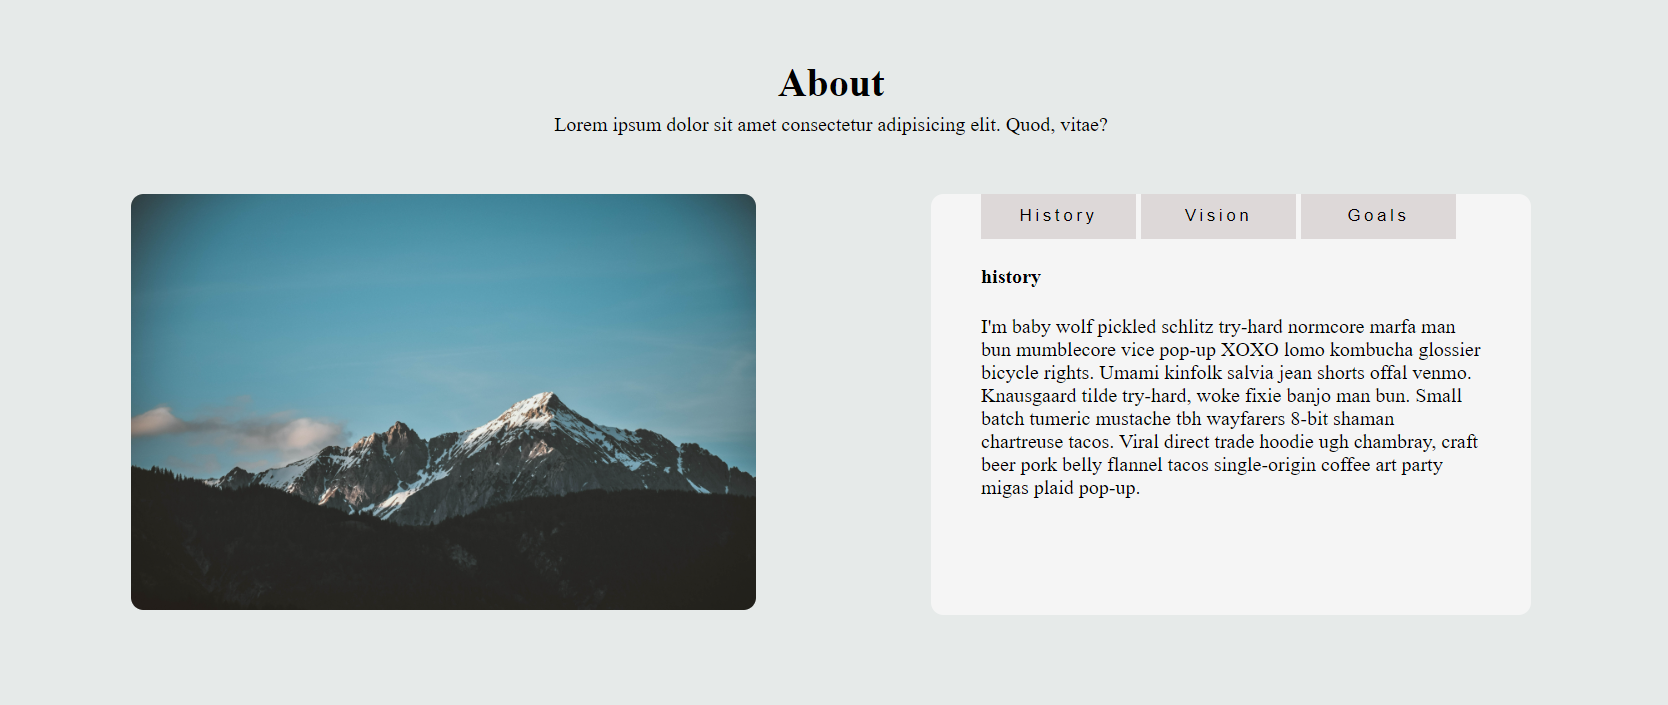 About
Lorem ipsum dolor sit amet consectetur adipisicing elit. Quod, vitae?
History
Vision
Goals
history
I'm baby wolf pickled schlitz try-hard normcore marfa man
bun mumblecore vice pop-up XOXO lomo kombucha glossier
bicycle rights. Umami kinfolk salvia jean shorts offal venmo.
Knausgaard tilde try-hard, woke fixie banjo man bun. Small
batch tumeric mustache tbh wayfarers 8-bit shaman
chartreuse tacos. Viral direct trade hoodie ugh chambray, craft
beer pork belly flannel tacos single-origin coffee art party
migas plaid pop-up.